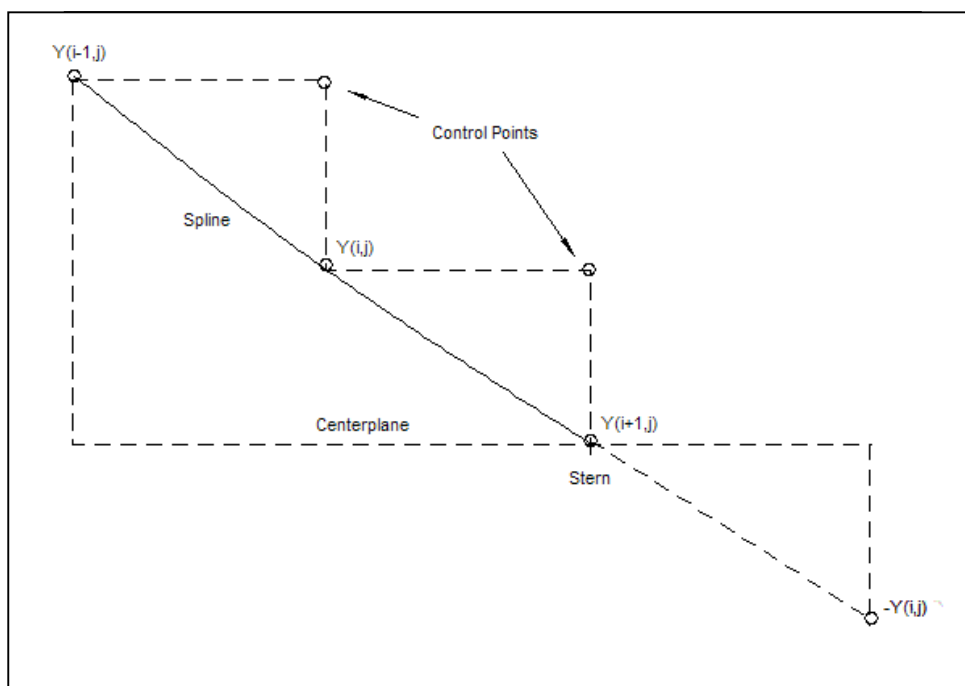 Y(i-1,j)
Control Points
Spline
Y(i,j)
Centerplane
Y(i+1,j)
Stern
-Y(i,j)